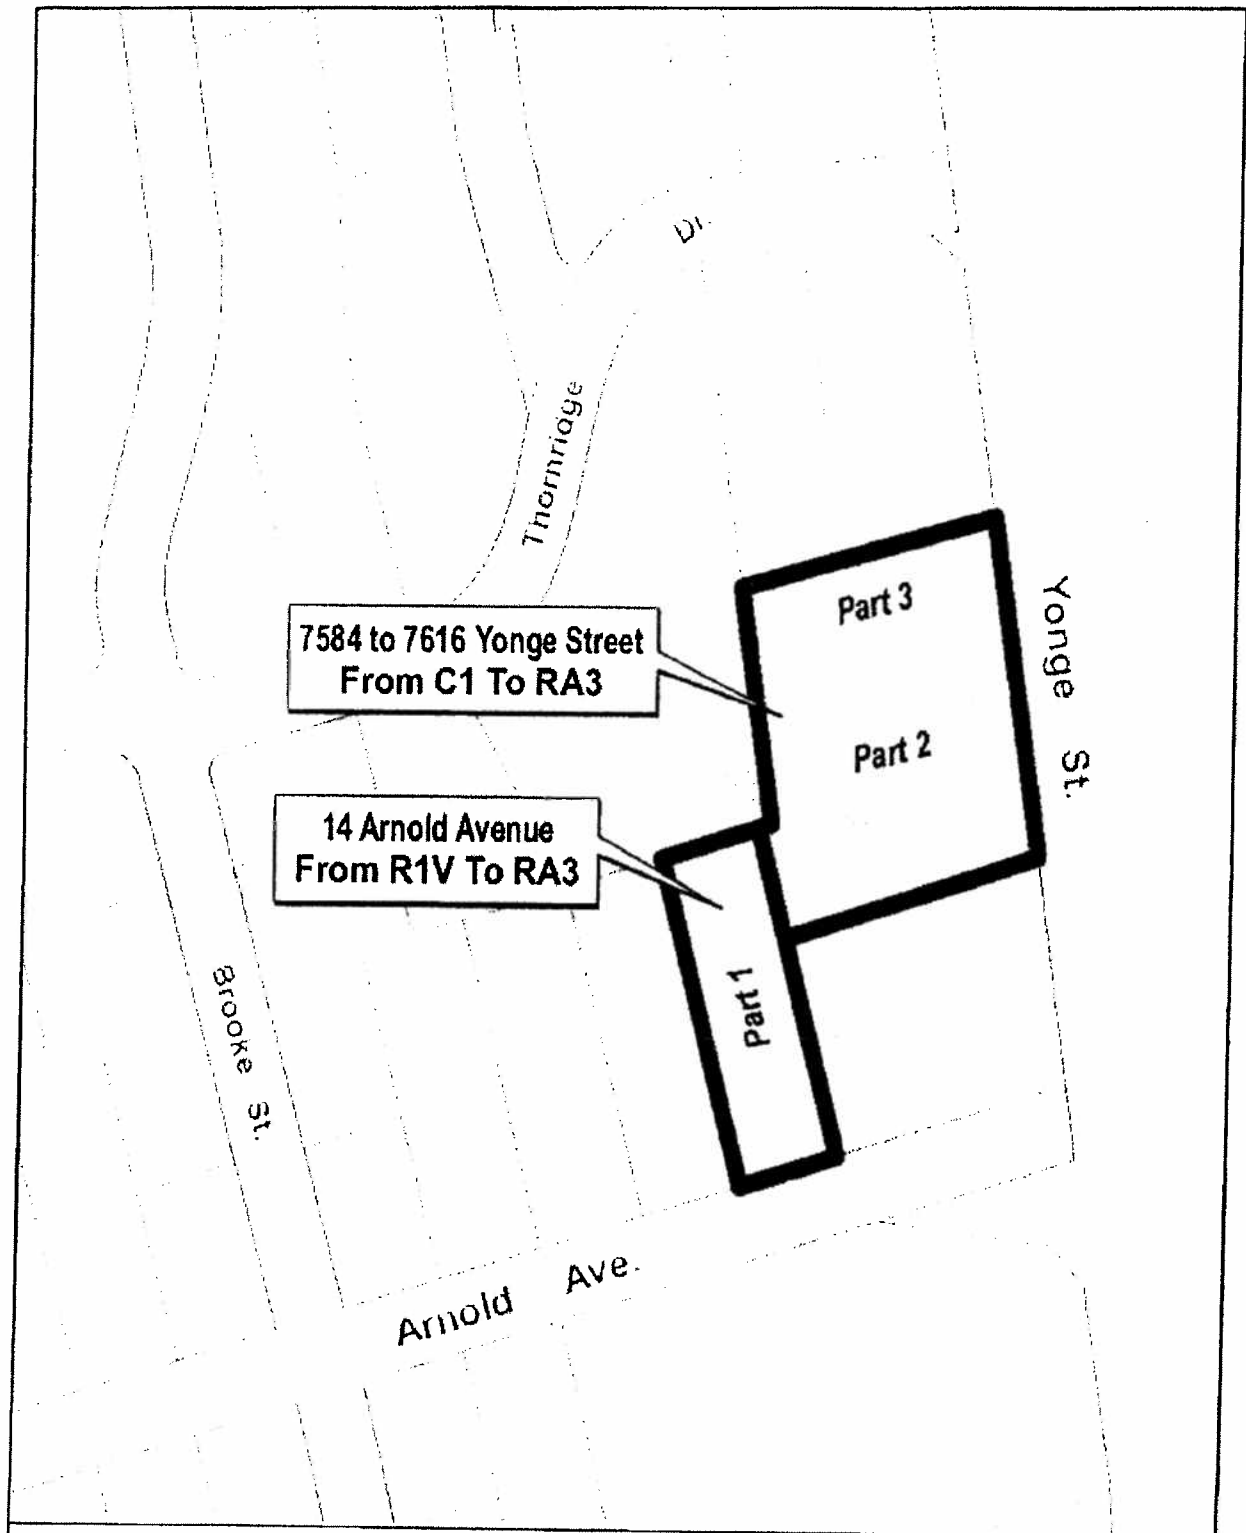 Dr.
Thornridge
Part 3
Yonge St.
7584 to 7616 Yonge Street
From C1 To RA3
Part 2
14 Arnold Avenue
From R1V To RA3
Part 1
Brooke St.
Arnold Ave.